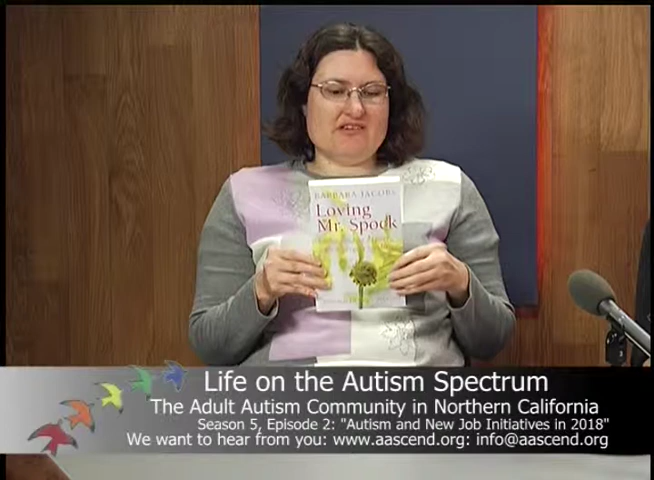 BARBARA JACOBS
Loving
Mr. Spock
Life on the Autism Spectrum
The Adult Autism Community in Northern California
Season 5, Episode 2: "Autism and New Job Initiatives in 2018"
We want to hear from you: www.aascend.org: info@aascend.org